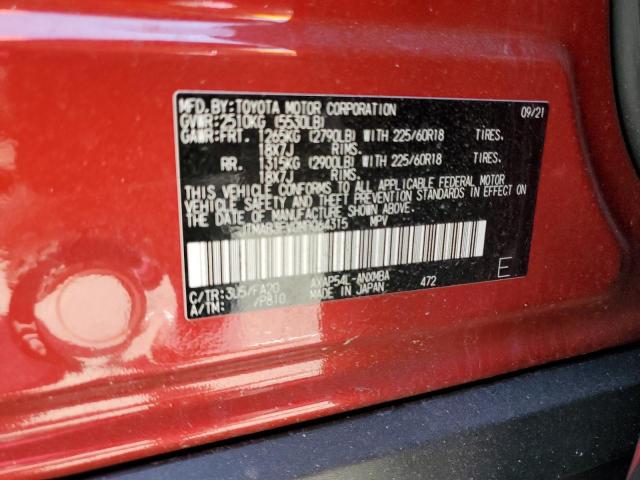 MFD.BY:TOYOTA MOTOR CORPORATION 09/21
GVWR:2510KG (5530LB)
GAWR:FRT. 1265KG (2790LB) WITH 225/60R18 TIRES.
18X7J RIMS.
RR. 1315KG (2900LB) WITH 225/60R18 TIRES.
18X7J RIMS.
THIS VEHICLE CONFORMS TO ALL APPLICABLE FEDERAL MOTOR
VEHICLE SAFETY AND THEFT PREVENTION STANDARDS IN EFFECT ON
THE DATE OF MANUFACTURE SHOWN ABOVE.
MPV
C/TR:3U5/FA20 AXAP54L-ANXMBA
A/TM: /P810 MADE IN JAPAN 472 E